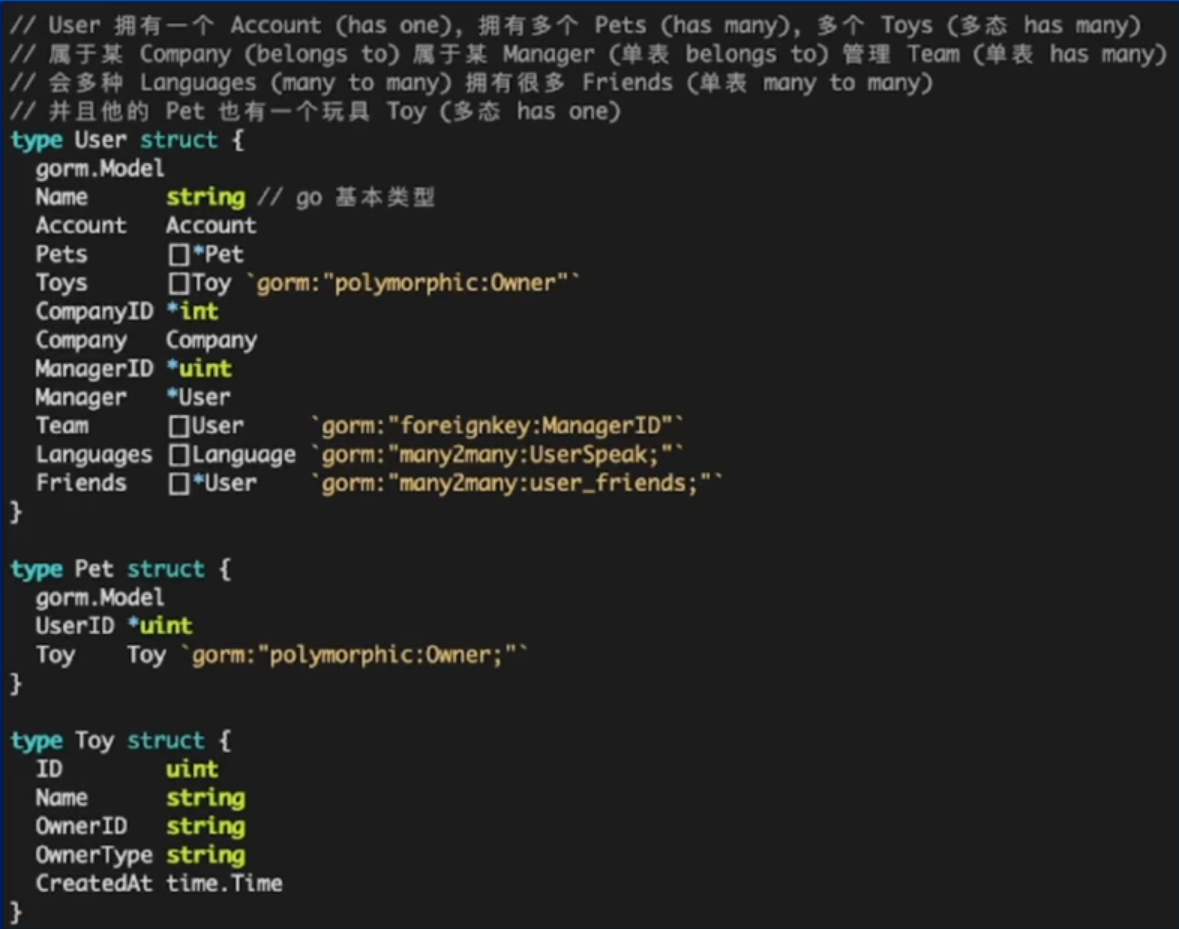 // User 拥有一个 Account (has one), 拥有多个 Pets (has many), 多个 Toys (多态 has many)
// 属于某 Company (belongs to) 属于某 Manager (单表 belongs to) 管理 Team (单表 has many)
// 会多种 Languages (many to many) 拥有很多 Friends (单表 many to many)
// 并且他的 Pet 也有一个玩具 Toy (多态 has one)
type User struct {
  gorm.Model
  Name      string // go 基本类型
  Account   Account
  Pets      []*Pet
  Toys      []Toy `gorm:"polymorphic:Owner"`
  CompanyID *int
  Company   Company
  ManagerID *uint
  Manager   *User
  Team      []User     `gorm:"foreignkey:ManagerID"`
  Languages []Language `gorm:"many2many:UserSpeak;"`
  Friends   []*User    `gorm:"many2many:user_friends;"`
}

type Pet struct {
  gorm.Model
  UserID *uint
  Toy    Toy `gorm:"polymorphic:Owner;"`
}

type Toy struct {
  ID        uint
  Name      string
  OwnerID   string
  OwnerType string
  CreatedAt time.Time
}